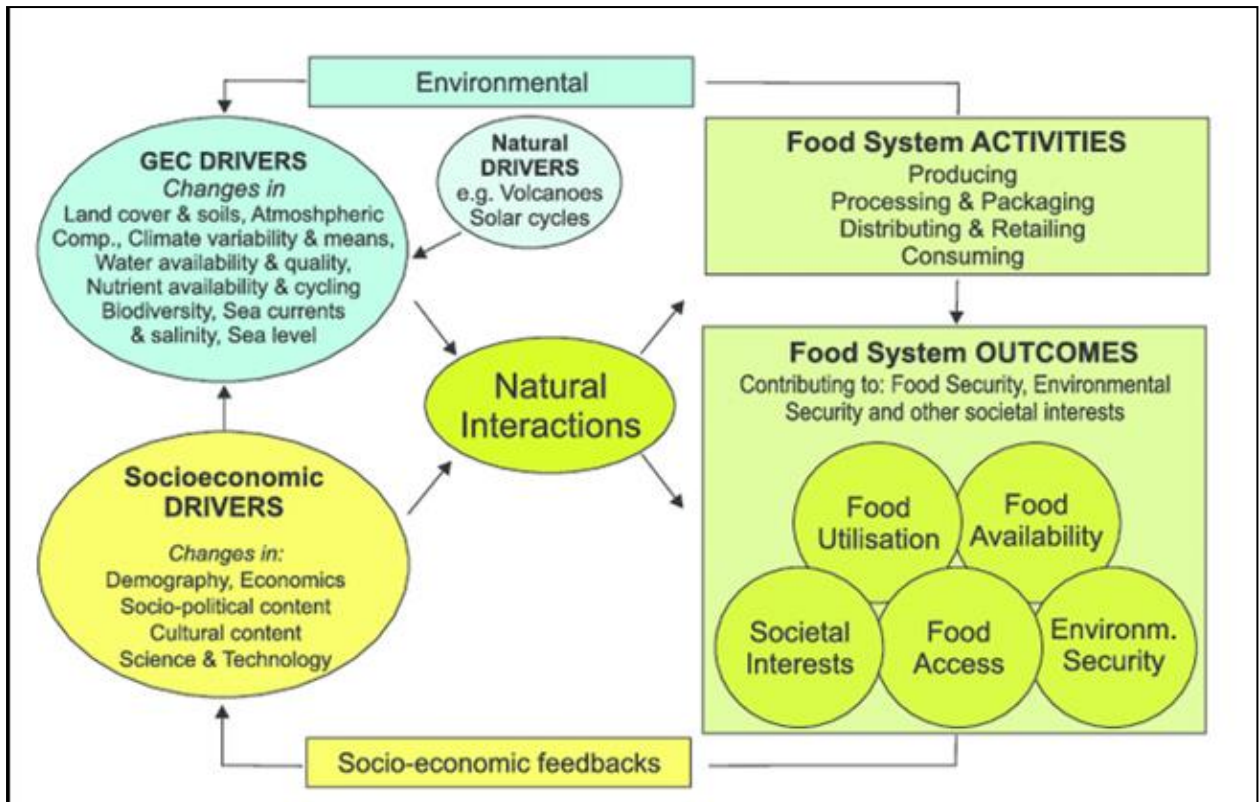 Environmental
GEC DRIVERS
Changes in
Land cover & soils, Atmoshpheric
Comp., Climate variability & means,
Water availability & quality,
Nutrient availability & cycling
Biodiversity, Sea currents
& salinity, Sea level
Natural
DRIVERS
e.g. Volcanoes
Solar cycles
Food System ACTIVITIES
Producing
Processing & Packaging
Distributing & Retailing
Consuming
Natural
Interactions
Socioeconomic
DRIVERS
Changes in:
Demography, Economics
Socio-political content
Cultural content
Science & Technology
Food System OUTCOMES
Contributing to: Food Security, Environmental
Security and other societal interests
Food
Utilisation
Food
Availability
Societal
Interests
Food
Access
Environm.
Security
Socio-economic feedbacks